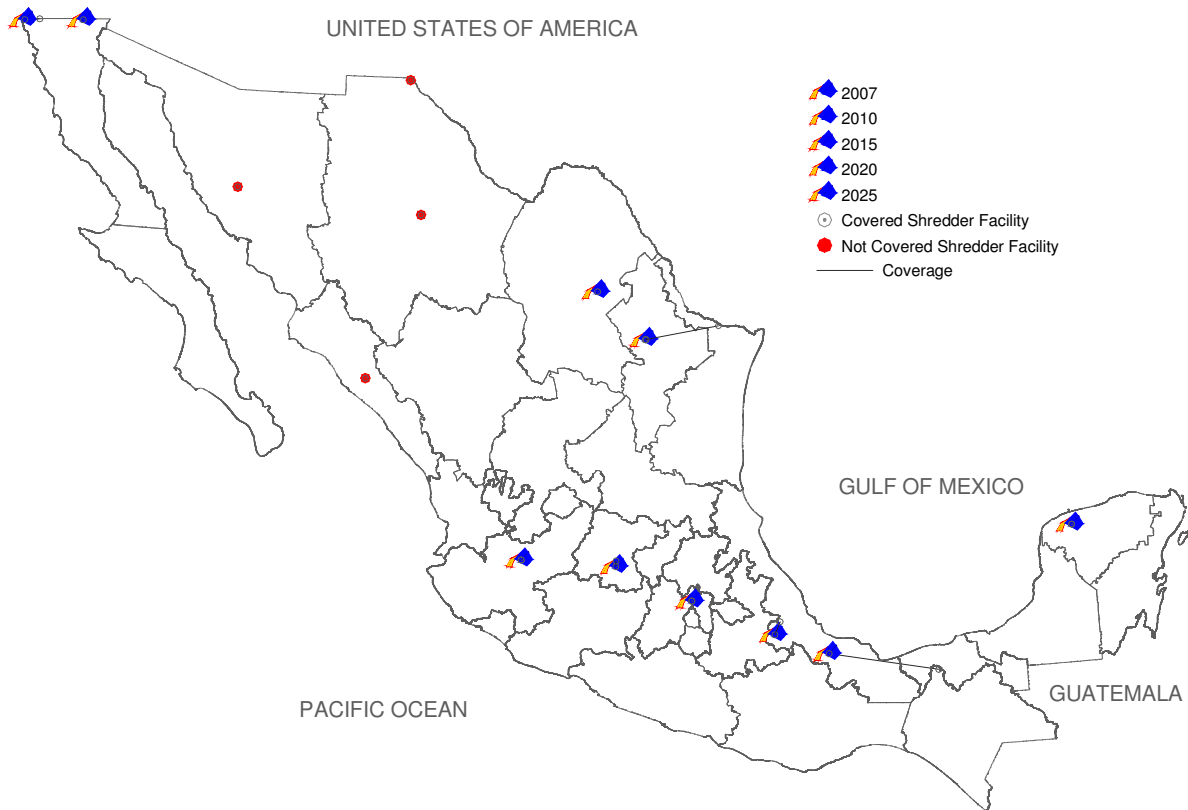 UNITED STATES OF AMERICA
2007
2010
2015
2020
2025
Covered Shredder Facility
Not Covered Shredder Facility
Coverage
GULF OF MEXICO
PACIFIC OCEAN
GUATEMALA